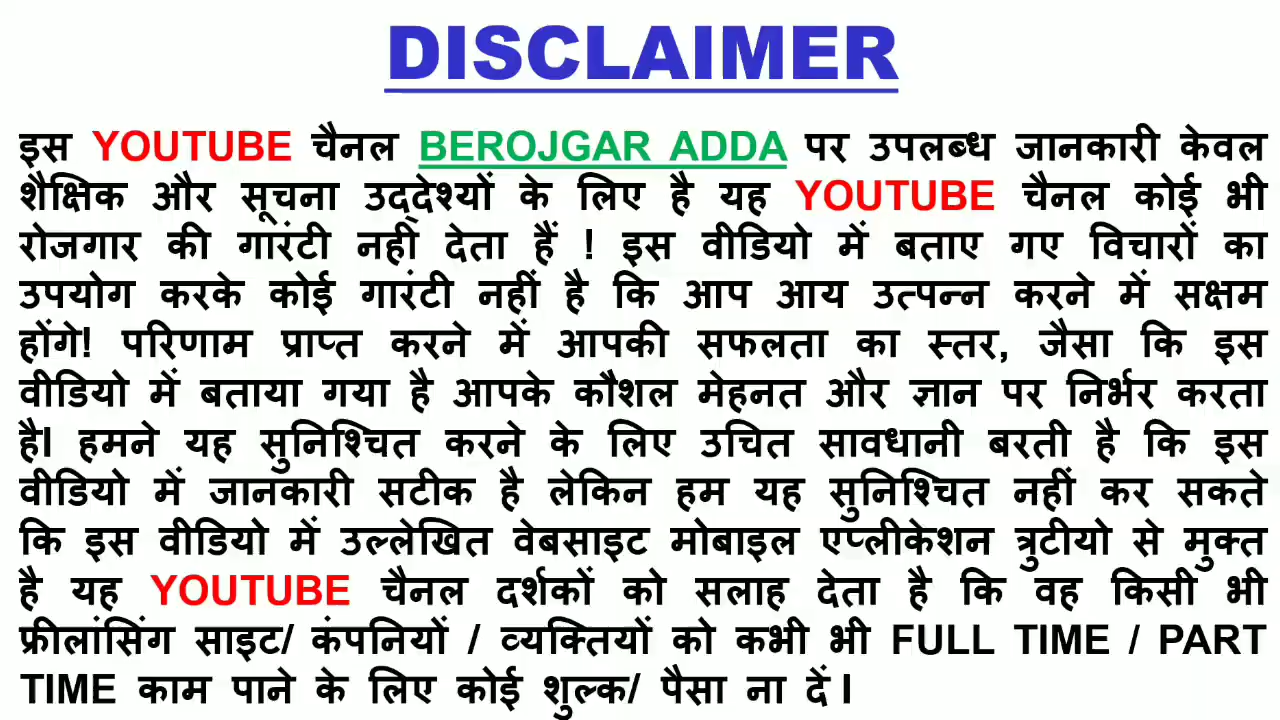 DISCLAIMER
इस YOUTUBE चैनल BEROJGAR ADDA पर उपलब्ध जानकारी केवल
शैक्षिक और सूचना उद्देश्यों के लिए है यह YOUTUBE चैनल कोई भी
रोजगार की गारंटी नहीं देता हैं ! इस वीडियो में बताए गए विचारों का
उपयोग करके कोई गारंटी नहीं है कि आप आय उत्पन्न करने में सक्षम
होंगे! परिणाम प्राप्त करने में आपकी सफलता का स्तर, जैसा कि इस
वीडियो में बताया गया है आपके कौशल मेहनत और ज्ञान पर निर्भर करता
हैI हमने यह सुनिश्चित करने के लिए उचित सावधानी बरती है कि इस
वीडियो में जानकारी सटीक है लेकिन हम यह सुनिश्चित नहीं कर सकते
कि इस वीडियो में उल्लेखित वेबसाइट मोबाइल एप्लीकेशन त्रुटीयो से मुक्त
है यह YOUTUBE चैनल दर्शकों को सलाह देता है कि वह किसी भी
फ्रीलांसिंग साइट/ कंपनियों / व्यक्तियों को कभी भी FULL TIME / PART
TIME काम पाने के लिए कोई शुल्क/ पैसा ना दें I